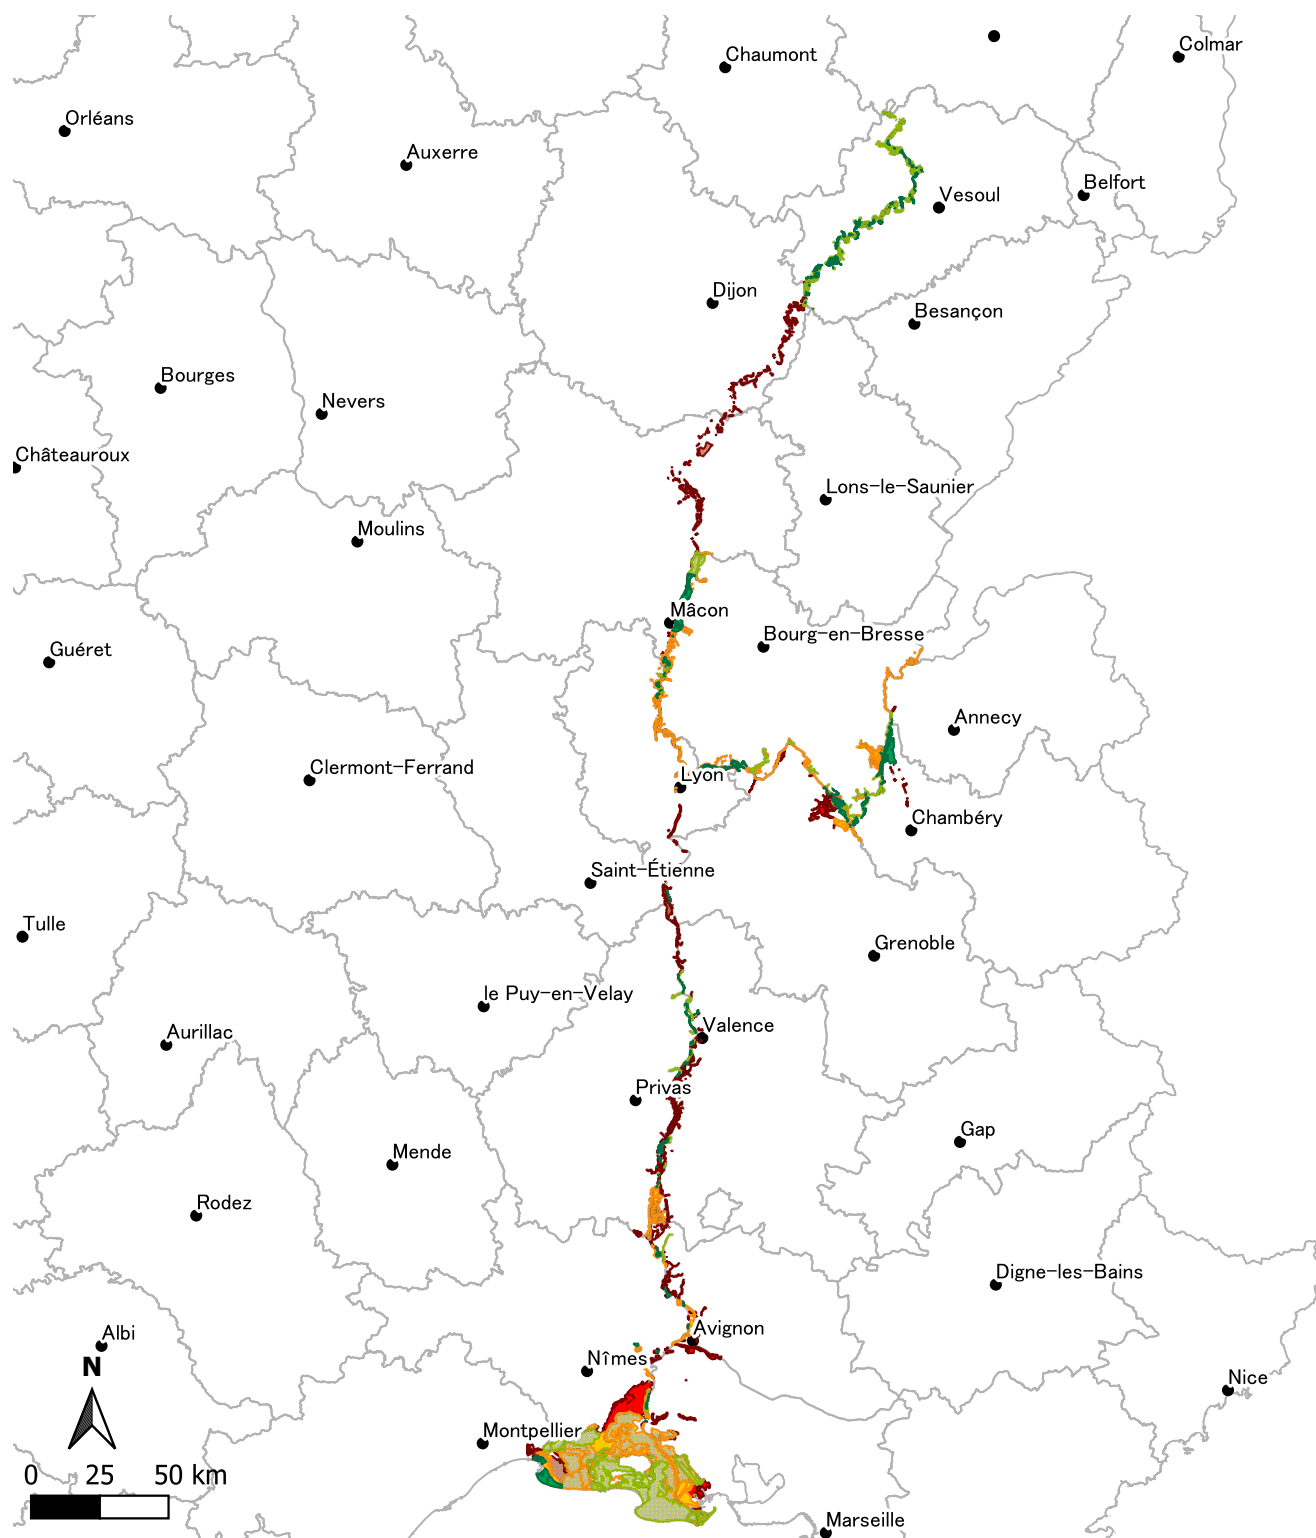 Chaumont
Colmar
Orléans
Auxerre
Belfort
Vesoul
Dijon
Besançon
Bourges
Nevers
Châteauroux
Lons-le-Saunier
Moulins
Mâcon
Bourg-en-Bresse
Guéret
Annecy
Clermont-Ferrand
Lyon
Chambéry
Saint-Étienne
Tulle
Grenoble
le Puy-en-Velay
Aurillac
Valence
Privas
Gap
Mende
Rodez
Digne-les-Bains
Albi
Avignon
N
Nîmes
Nice
Montpellier
0 25 50 km
Marseille